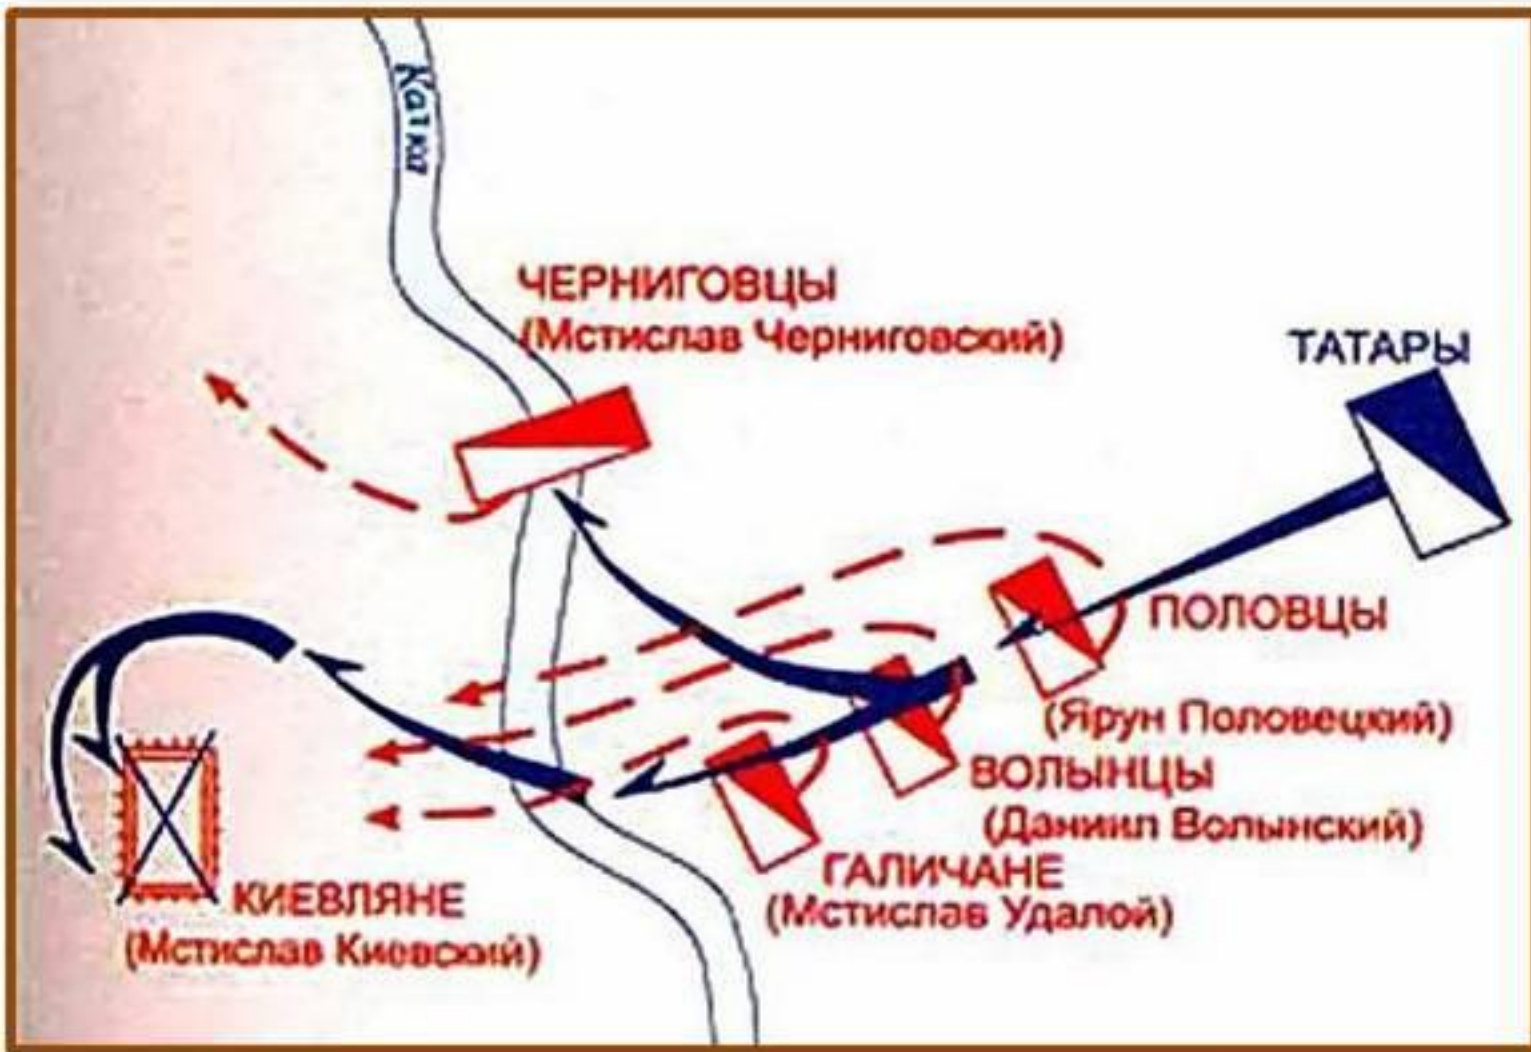 Калка
ЧЕРНИГОВЦЫ
(Мстислав Черниговский)
ТАТАРЫ
ПОЛОВЦЫ
(Ярун Половецкий)
ВОЛЫНЦЫ
(Даниил Волынский)
ГАЛИЧАНЕ
(Мстислав Удалой)
КИЕВЛЯНЕ
(Мстислав Киевский)